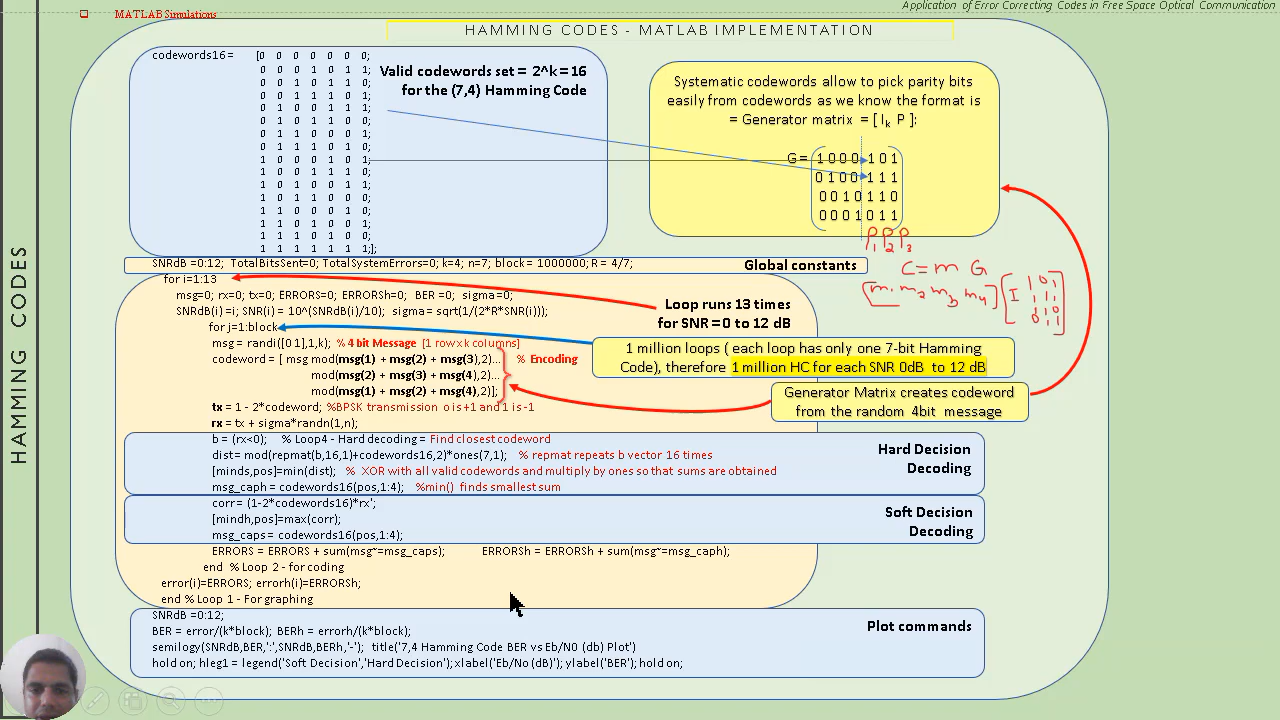 Application of Error Correcting Codes in Free Space Optical Communication
MATLAB Simulations
HAMMING CODES - MATLAB IMPLEMENTATION
HAMMING CODES
codewords16 = [0 0 0 0 0 0 0;
0 0 0 1 0 1 1;
0 0 1 0 1 1 0;
0 0 1 1 1 0 1;
0 1 0 0 1 1 1;
0 1 0 1 1 0 0;
0 1 1 0 0 0 1;
0 1 1 1 0 1 0;
1 0 0 0 1 0 1;
1 0 0 1 1 1 0;
1 0 1 0 0 1 1;
1 0 1 1 0 0 0;
1 1 0 0 0 1 0;
1 1 0 1 0 0 1;
1 1 1 0 1 0 0;
1 1 1 1 1 1 1;];
Valid codewords set = 2^k = 16
for the (7,4) Hamming Code
Systematic codewords allow to pick parity bits
easily from codewords as we know the format is
= Generator matrix = [ Ik P ];
G = 1 0 0 0 1 0 1
0 1 0 0 1 1 1
0 0 1 0 1 1 0
0 0 0 1 0 1 1
P1 P2 P3
C = m G
[m1 m2 m3 m4] [I 1 0 1
1 1 1
1 1 0
0 1 1]
SNRdB =0:12; TotalBitsSent=0; TotalSystemErrors=0; k=4; n=7; block = 1000000; R = 4/7;
Global constants
for i=1:13
msg=0; rx=0; tx=0; ERRORS=0; ERRORSh=0; BER =0; sigma=0;
SNRdB(i)=i; SNR(i) = 10^(SNRdB(i)/10); sigma= sqrt(1/(2*R*SNR(i)));
Loop runs 13 times
for SNR = 0 to 12 dB
for j=1:block
msg = randi([0 1],1,k); % 4 bit Message [1 row x k columns]
codeword = [ msg mod(msg(1) + msg(2) + msg(3),2)... % Encoding
mod(msg(2) + msg(3) + msg(4),2)...
mod(msg(1) + msg(2) + msg(4),2)];
1 million loops ( each loop has only one 7-bit Hamming
Code), therefore 1 million HC for each SNR 0dB to 12 dB
Generator Matrix creates codeword
from the random 4bit message
tx = 1 - 2*codeword; %BPSK transmission o is +1 and 1 is -1
rx = tx + sigma*randn(1,n);
b = (rx<0); % Loop4 - Hard decoding = Find closest codeword
dist= mod(repmat(b,16,1)+codewords16,2)*ones(7,1); % repmat repeats b vector 16 times
[minds,pos]=min(dist); % XOR with all valid codewords and multiply by ones so that sums are obtained
msg_caph = codewords16(pos,1:4); %min() finds smallest sum
Hard Decision
Decoding
corr= (1-2*codewords16)*rx';
[mindh,pos]=max(corr);
msg_caps= codewords16(pos,1:4);
Soft Decision
Decoding
ERRORS = ERRORS + sum(msg~=msg_caps); ERRORSh = ERRORSh + sum(msg~=msg_caph);
end % Loop 2 - for coding
error(i)=ERRORS; errorh(i)=ERRORSh;
end % Loop 1 - For graphing
SNRdB =0:12;
BER = error/(k*block), BERh = errorh/(k*block);
semilogy(SNRdB,BER,':',SNRdB,BERh,'-'); title('7,4 Hamming Code BER vs Eb/N0 (db) Plot')
hold on; hleg1 = legend('Soft Decision','Hard Decision'); xlabel('Eb/No (db)'); ylabel('BER'), hold on;
Plot commands